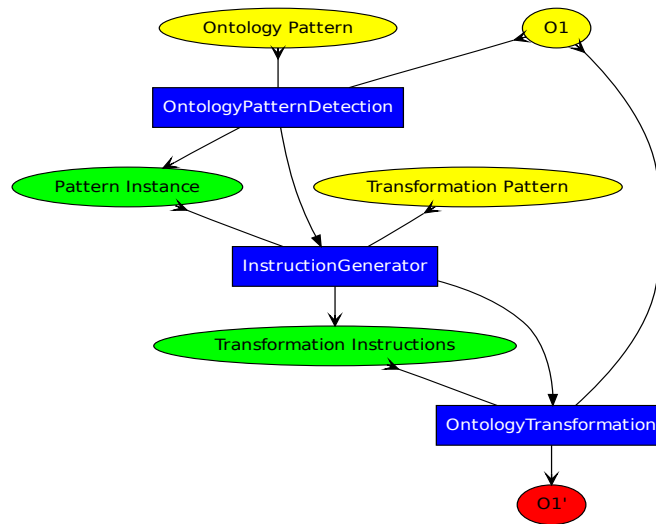 Ontology Pattern
O1
OntologyPatternDetection
Pattern Instance
Transformation Pattern
InstructionGenerator
Transformation Instructions
OntologyTransformation
O1'